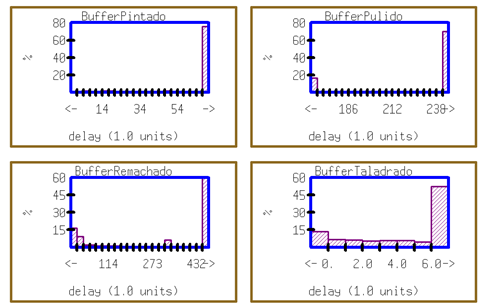 BufferPintado
80
60
40
20
%
<- 14 34 54 ->
delay (1.0 units)
BufferPulido
80
60
40
20
%
<- 186 212 238->
delay (1.0 units)
BufferRemachado
60
45
30
15
%
<- 114 273 432->
delay (1.0 units)
BufferTaladrado
60
45
30
15
%
<- 0. 2.0 4.0 6.0->
delay (1.0 units)